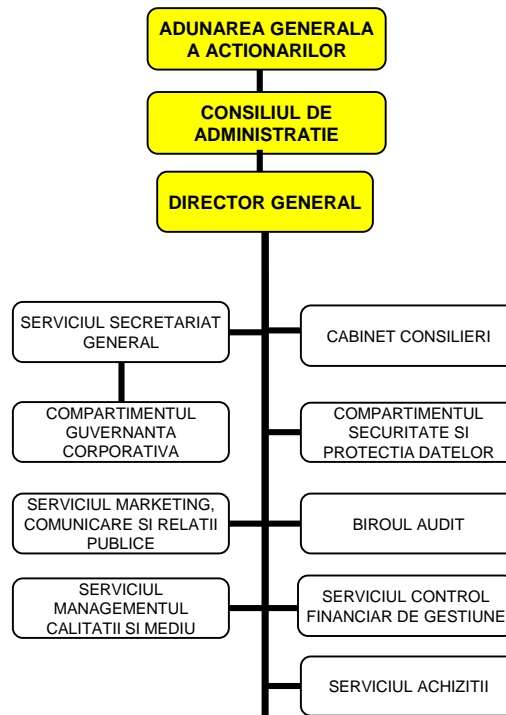 ADUNAREA GENERALA
A ACTIONARILOR
CONSILIUL DE
ADMINISTRATIE
DIRECTOR GENERAL
SERVICIUL SECRETARIAT
GENERAL
CABINET CONSILIERI
COMPARTIMENTUL
GUVERNANTA
CORPORATIVA
COMPARTIMENTUL
SECURITATE SI
PROTECTIA DATELOR
SERVICIUL MARKETING,
COMUNICARE SI RELATII
PUBLICE
BIROUL AUDIT
SERVICIUL
MANAGEMENTUL
CALITATII SI MEDIU
SERVICIUL CONTROL
FINANCIAR DE GESTIUNE
SERVICIUL ACHIZITII